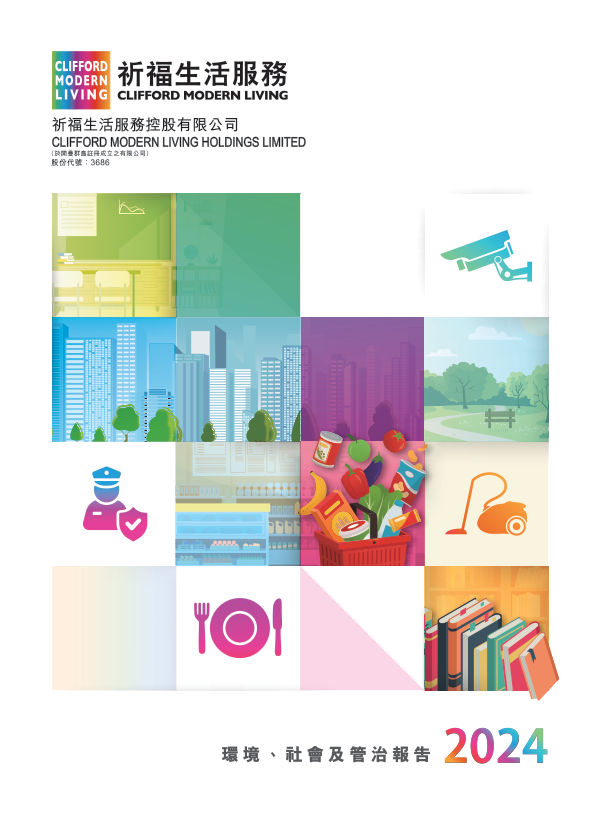 CLIFFORD
MODERN
LIVING
祈福生活服務
CLIFFORD MODERN LIVING
祈福生活服務控股有限公司
CLIFFORD MODERN LIVING HOLDINGS LIMITED
(於開曼群島註冊成立之有限公司)
股份代號：3686
環境、社會及管治報告 2024